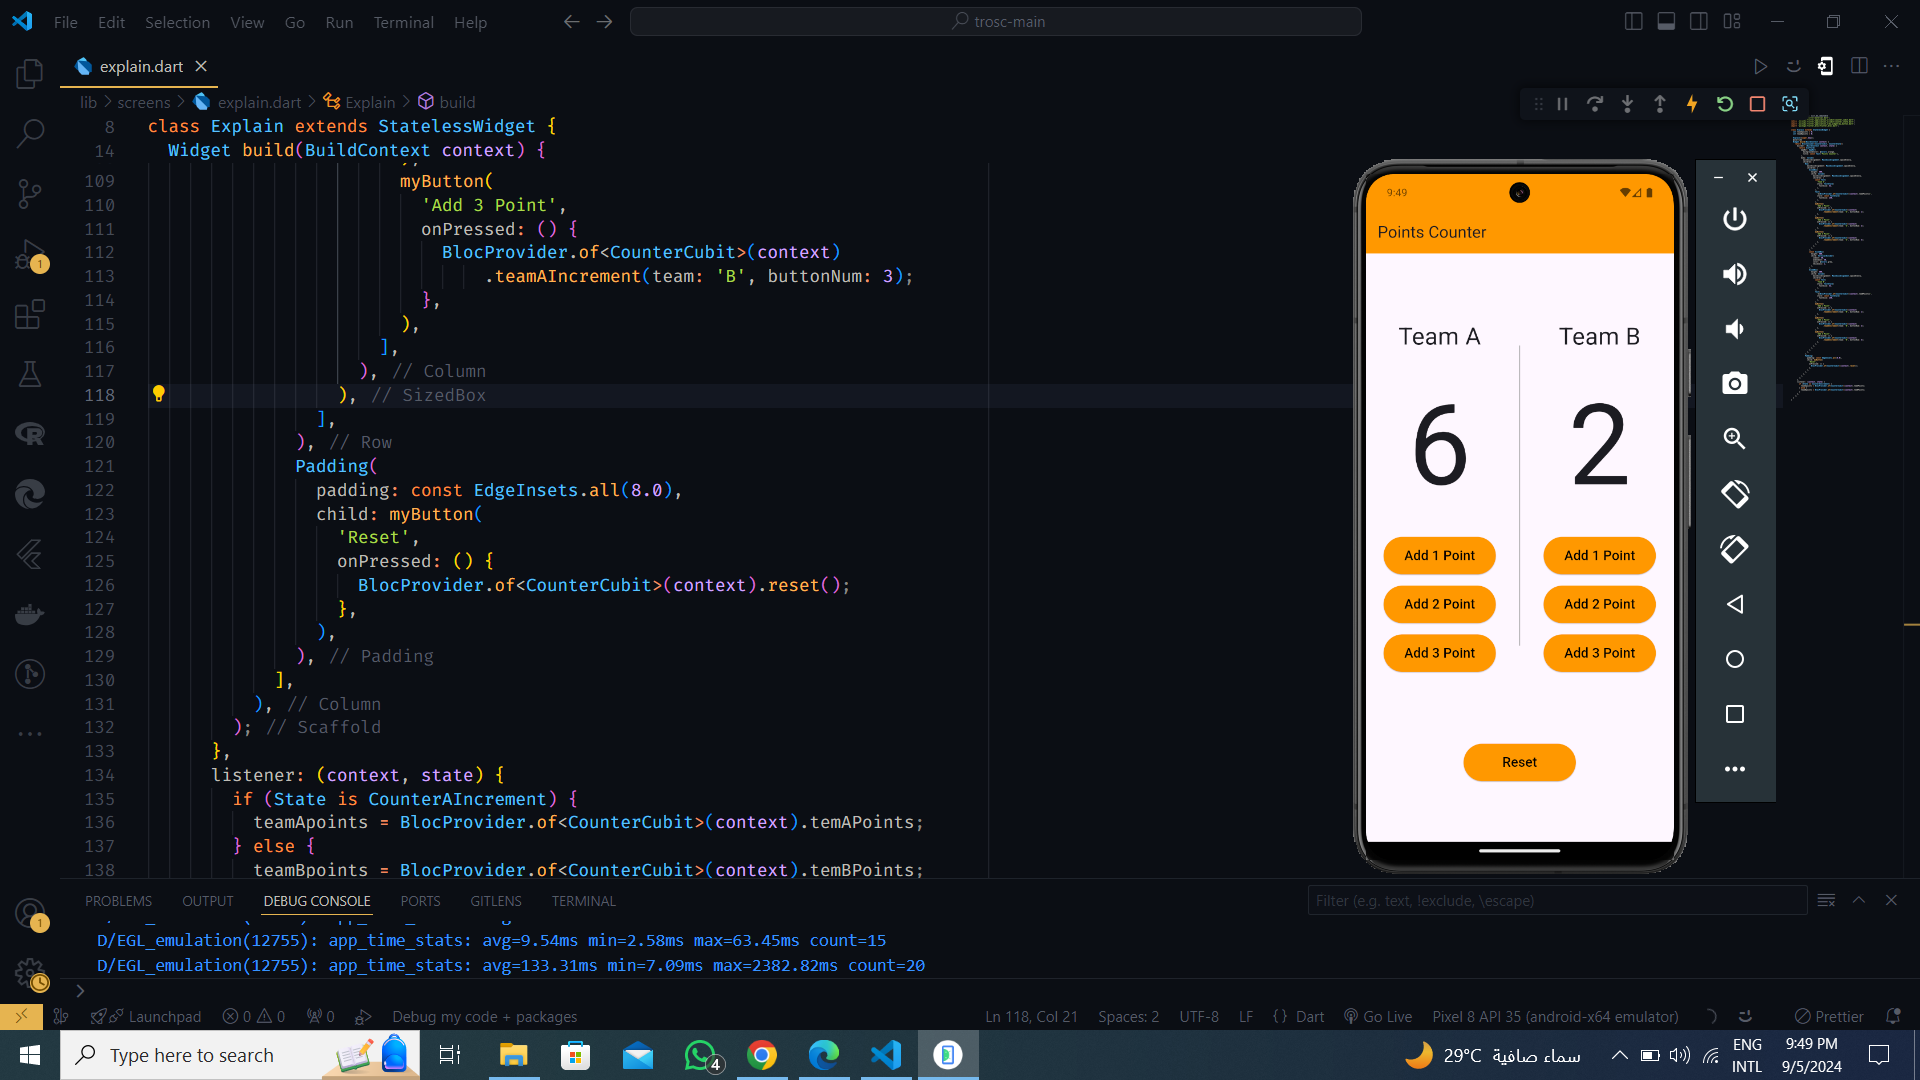 File Edit Selection View Go Run Terminal Help
trosc-main
explain.dart
lib > screens > explain.dart > Explain > build
8 class Explain extends StatelessWidget {
14 Widget build(BuildContext context) {
109 myButton(
110 'Add 3 Point',
111 onPressed: () {
112 BlocProvider.of<CounterCubit>(context)
113 .teamAIncrement(team: 'B', buttonNum: 3);
114 },
115 ),
116 ],
117 ), // Column
118 ), // SizedBox
119 ],
120 ), // Row
121 Padding(
122 padding: const EdgeInsets.all(8.0),
123 child: myButton(
124 'Reset',
125 onPressed: () {
126 BlocProvider.of<CounterCubit>(context).reset();
127 },
128 ),
129 ), // Padding
130 ],
131 ), // Column
132 ); // Scaffold
133 },
134 listener: (context, state) {
135 if (State is CounterAIncrement) {
136 teamApoints = BlocProvider.of<CounterCubit>(context).temAPoints;
137 } else {
138 teamBpoints = BlocProvider.of<CounterCubit>(context).temBPoints;
9:49
Points Counter
Team A Team B
6 2
Add 1 Point Add 1 Point
Add 2 Point Add 2 Point
Add 3 Point Add 3 Point
Reset
PROBLEMS OUTPUT DEBUG CONSOLE PORTS GITLENS TERMINAL
Filter (e.g. text, !exclude, \escape)
D/EGL_emulation(12755): app_time_stats: avg=9.54ms min=2.58ms max=63.45ms count=15
D/EGL_emulation(12755): app_time_stats: avg=133.31ms min=7.09ms max=2382.82ms count=20
Launchpad 0 0 0 Debug my code + packages
Ln 118, Col 21 Spaces: 2 UTF-8 LF {} Dart Go Live Pixel 8 API 35 (android-x64 emulator) Prettier
Type here to search
4
29°C سماء صافية
ENG
INTL
9:49 PM
9/5/2024